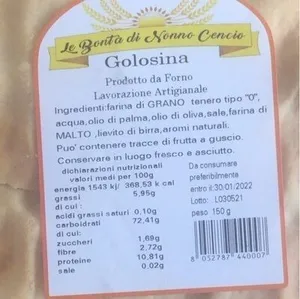 Le Bontà di Nonno Cencio
Golosina
Prodotto da Forno
Lavorazione Artigianale
Ingredienti:farina di GRANO tenero tipo "0",
acqua,olio di palma,olio di oliva,sale,farina di
MALTO ,lievito di birra,aromi naturali.
Puo' contenere tracce di frutta a guscio.
Conservare in luogo fresco e asciutto.
dichiarazioni nutrizionali
valori medi per 100g
energia 1543 kj/ 368,53 k.cal
grassi 5,95g
di cui :
acidi grassi saturi 0,10g
carboidrati 72,41g
di cui :
zuccheri 1,69g
fibre 2,72g
proteine 10,81g
sale 0,02g
Da consumare
preferibilmente
entro il:30/01/2022
Lotto: L030521
peso 150 g
8 052787 440007